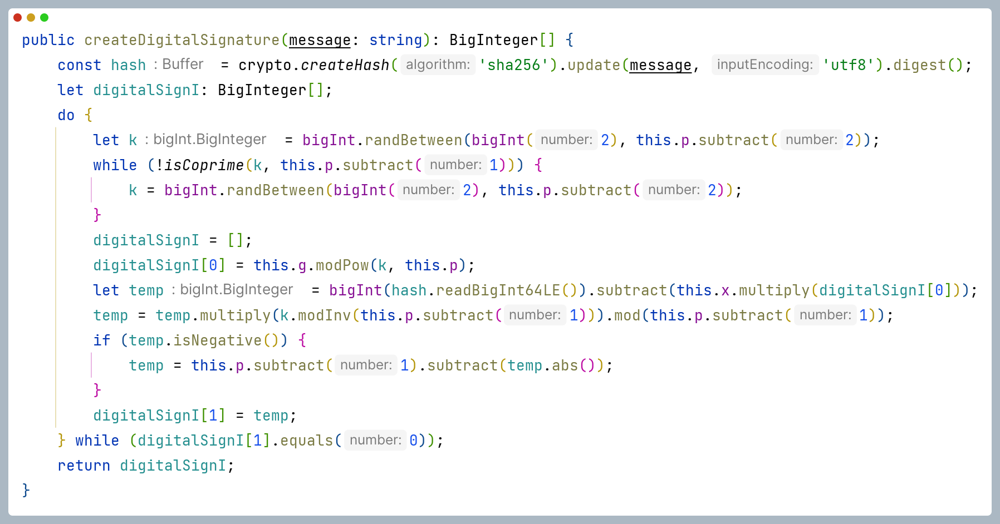 public createDigitalSignature(message: string): BigInteger[] {
const hash : Buffer = crypto.createHash( algorithm: 'sha256').update(message, inputEncoding: 'utf8').digest();
let digitalSignI: BigInteger[];
do {
let k : bigInt.BigInteger = bigInt.randBetween(bigInt( number: 2), this.p.subtract( number: 2));
while (!isCoprime(k, this.p.subtract( number: 1))) {
k = bigInt.randBetween(bigInt( number: 2), this.p.subtract( number: 2));
}
digitalSignI = [];
digitalSignI[0] = this.g.modPow(k, this.p);
let temp : bigInt.BigInteger = bigInt(hash.readBigInt64LE()).subtract(this.x.multiply(digitalSignI[0]));
temp = temp.multiply(k.modInv(this.p.subtract( number: 1))).mod(this.p.subtract( number: 1));
if (temp.isNegative()) {
temp = this.p.subtract( number: 1).subtract(temp.abs());
}
digitalSignI[1] = temp;
} while (digitalSignI[1].equals( number: 0));
return digitalSignI;
}